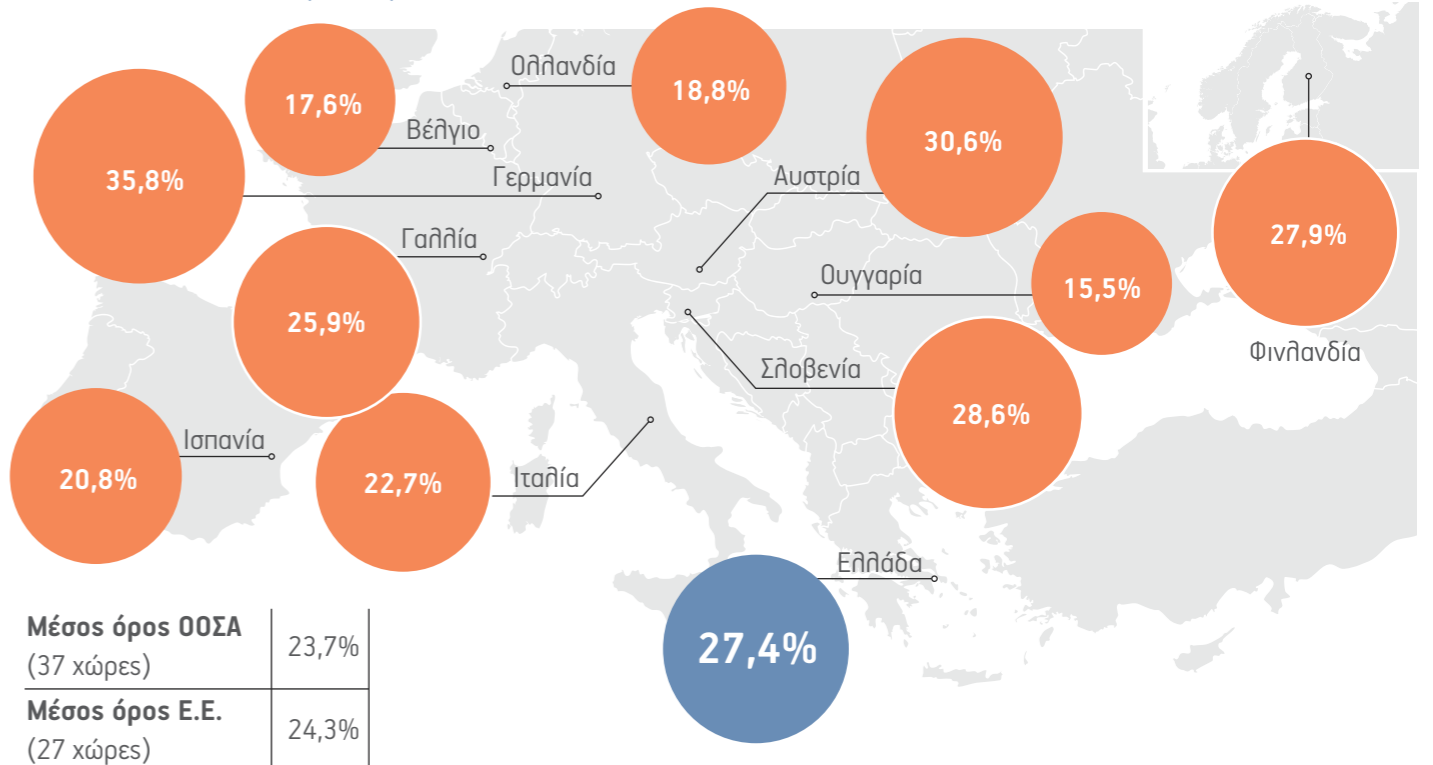 Ολλανδία
18,8%
17,6%
Βέλγιο
30,6%
35,8%
Γερμανία
Αυστρία
27,9%
Γαλλία
Ουγγαρία
15,5%
25,9%
Φινλανδία
Σλοβενία
28,6%
Ισπανία
20,8%
22,7%
Ιταλία
Ελλάδα
27,4%
Μέσος όρος ΟΟΣΑ
(37 χώρες)
23,7%
Μέσος όρος Ε.Ε.
(27 χώρες)
24,3%